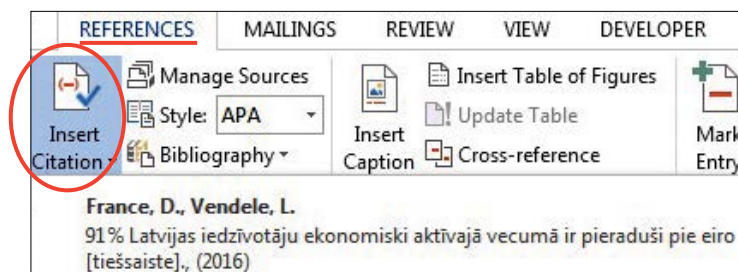 REFERENCES MAILINGS REVIEW VIEW DEVELOPER
Manage Sources
Style: APA
Bibliography
Insert
Citation
Insert
Caption
Insert Table of Figures
Update Table
Cross-reference
Mark
Entry
France, D., Vendele, L.
91% Latvijas iedzīvotāju ekonomiski aktīvajā vecumā ir pieraduši pie eiro
[tiešsaiste]., (2016)